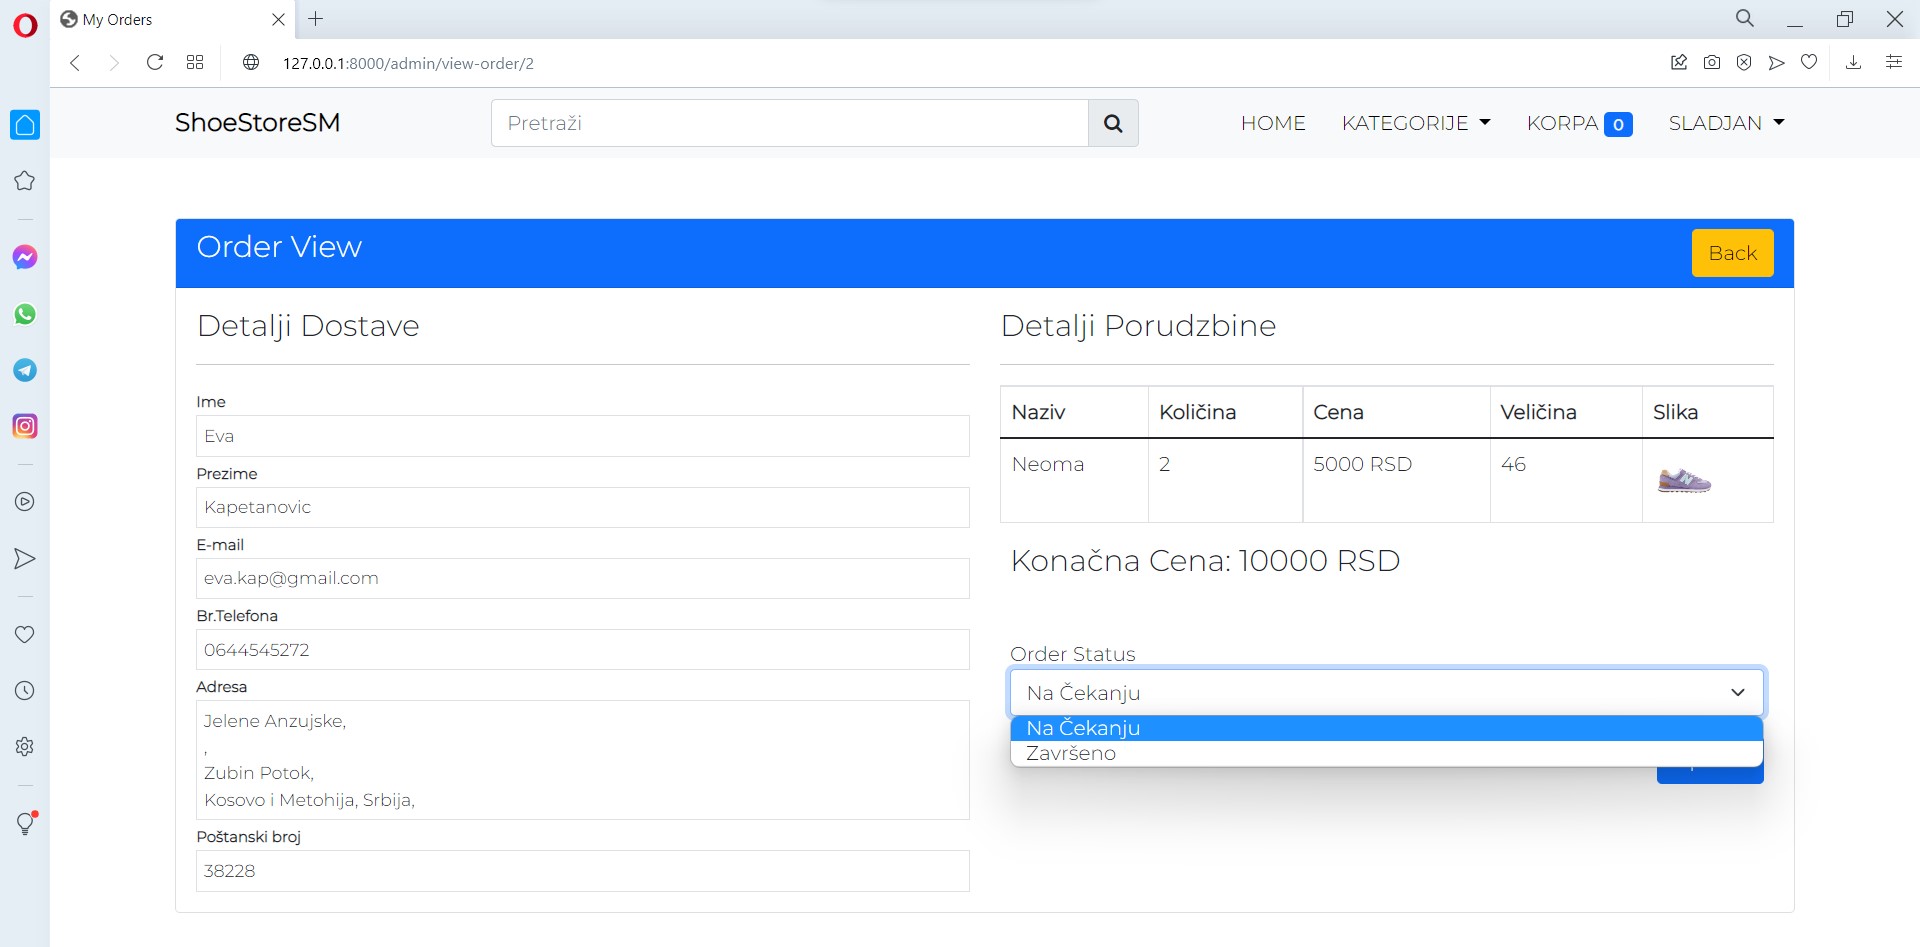 My Orders
127.0.0.1:8000/admin/view-order/2
ShoeStoreSM
Pretraži
HOME
KATEGORIJE
KORPA 0
SLADJAN
Order View
Back
Detalji Dostave
Ime
Eva
Prezime
Kapetanovic
E-mail
eva.kap@gmail.com
Br.Telefona
0644545272
Adresa
Jelene Anzujske,
,
Zubin Potok,
Kosovo i Metohija, Srbija,
Poštanski broj
38228
Detalji Porudzbine
Naziv Količina Cena Veličina Slika
Neoma 2 5000 RSD 46
Konačna Cena: 10000 RSD
Order Status
Na Čekanju
Na Čekanju
Završeno